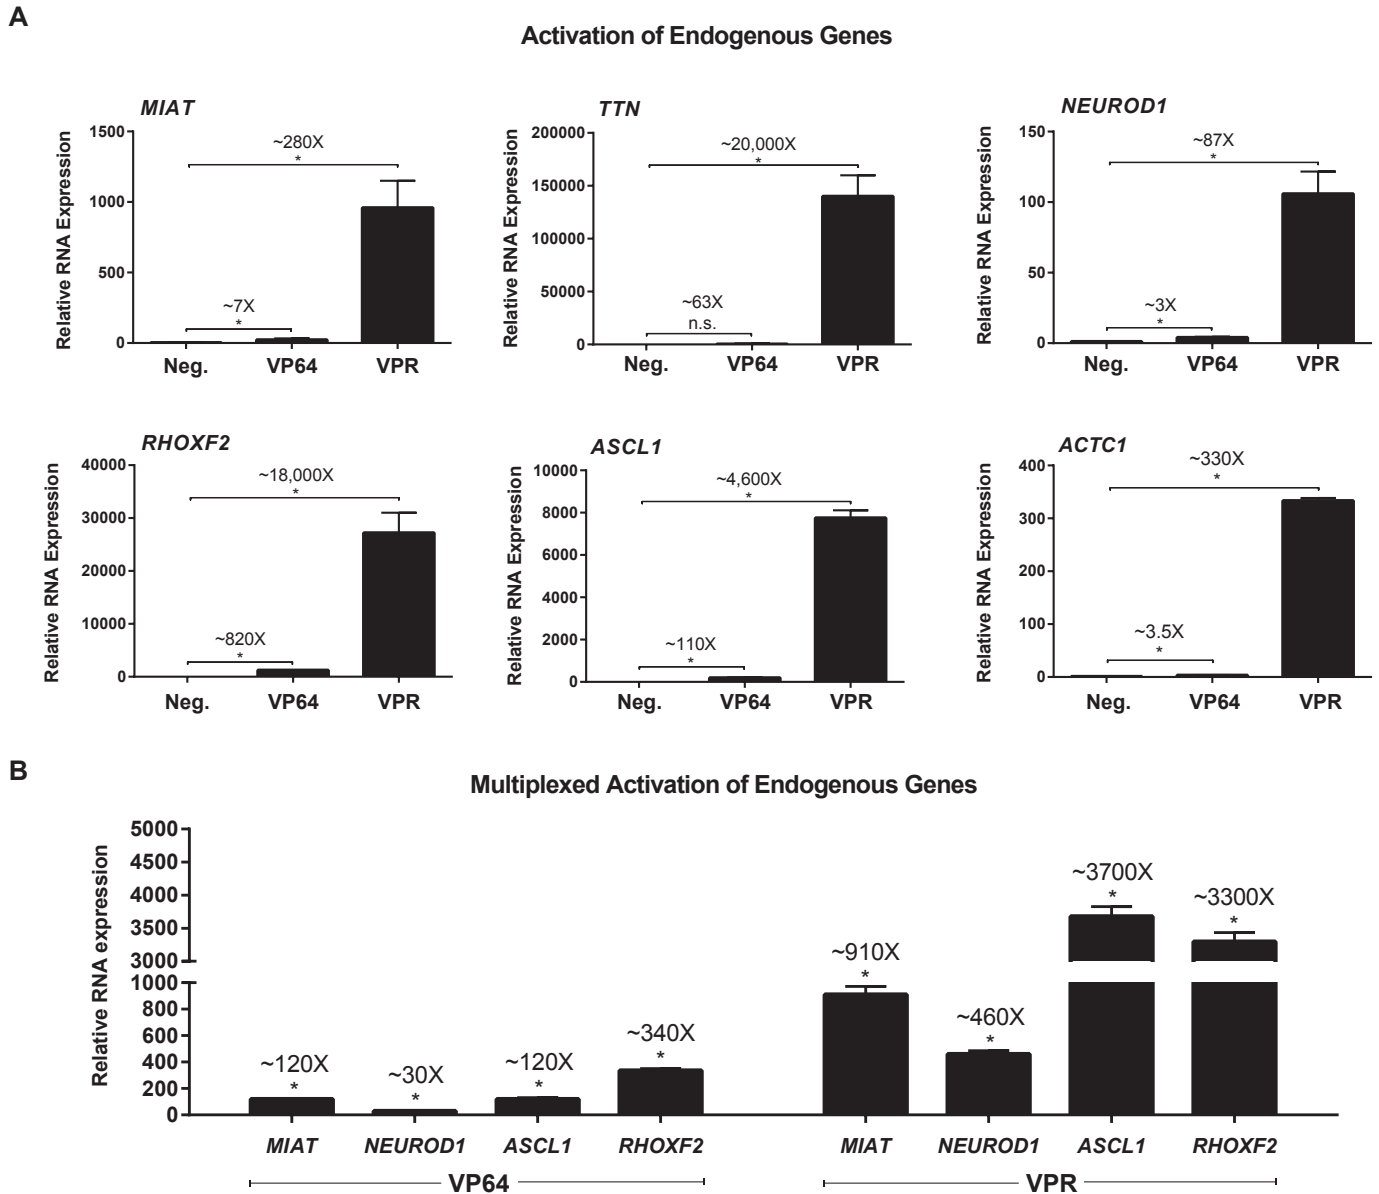 A
Activation of Endogenous Genes
MIAT
Relative RNA Expression
1500
1000
500
0
~280X
*
~7X
*
Neg. VP64 VPR
TTN
Relative RNA Expression
200000
150000
100000
50000
0
~20,000X
*
~63X
n.s.
Neg. VP64 VPR
NEUROD1
Relative RNA Expression
150
100
50
0
~87X
*
~3X
*
Neg. VP64 VPR
RHOXF2
Relative RNA Expression
40000
30000
20000
10000
0
~18,000X
*
~820X
*
Neg. VP64 VPR
ASCL1
Relative RNA Expression
10000
8000
6000
4000
2000
0
~4,600X
*
~110X
*
Neg. VP64 VPR
ACTC1
Relative RNA Expression
400
300
200
100
0
~330X
*
~3.5X
*
Neg. VP64 VPR
B
Multiplexed Activation of Endogenous Genes
Relative RNA expression
5000
4500
4000
3500
3000
1000
800
600
400
200
0
~120X
*
~30X
*
~120X
*
~340X
*
~910X
*
~460X
*
~3700X
*
~3300X
*
MIAT NEUROD1 ASCL1 RHOXF2 MIAT NEUROD1 ASCL1 RHOXF2
VP64 VPR